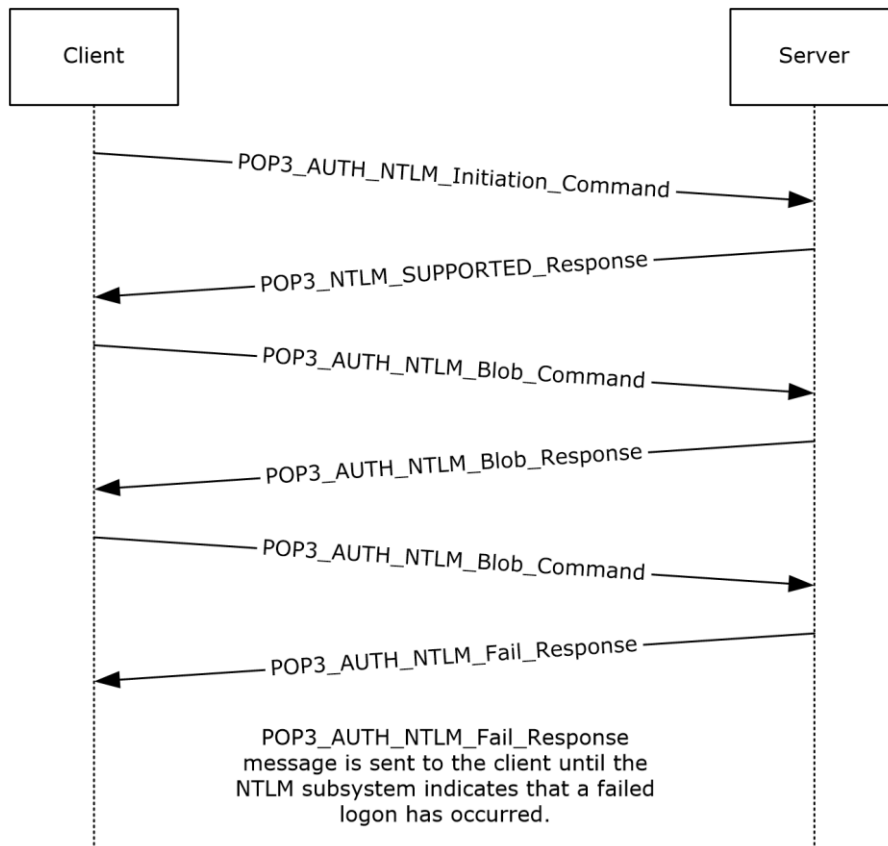 Client
Server
POP3_AUTH_NTLM_Initiation_Command
POP3_NTLM_SUPPORTED_Response
POP3_AUTH_NTLM_Blob_Command
POP3_AUTH_NTLM_Blob_Response
POP3_AUTH_NTLM_Blob_Command
POP3_AUTH_NTLM_Fail_Response
POP3_AUTH_NTLM_Fail_Response
message is sent to the client until the
NTLM subsystem indicates that a failed
logon has occurred.